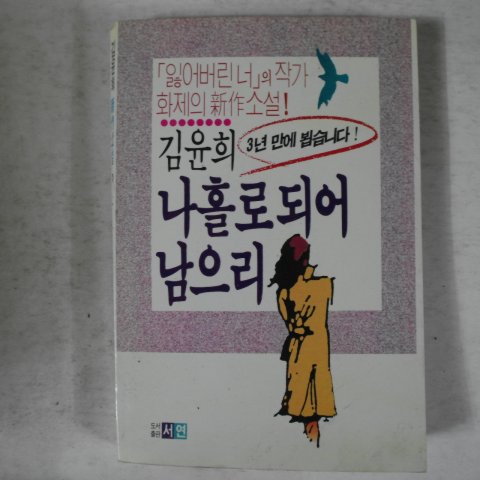 「잃어버린 너」의 작가
화제의 新作 소설!
김윤희
3년 만에 뵙습니다!
나홀로되어
남으리
도서
출판
서연